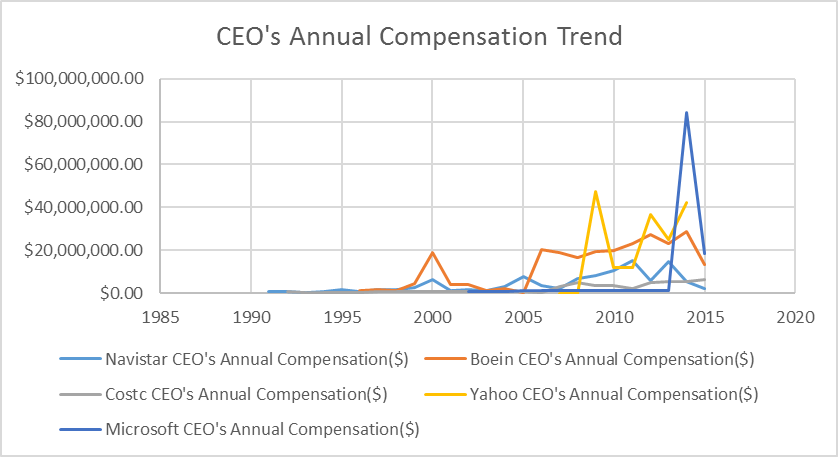 CEO's Annual Compensation Trend
$100,000,000.00
$80,000,000.00
$60,000,000.00
$40,000,000.00
$20,000,000.00
$0.00
1985 1990 1995 2000 2005 2010 2015 2020
Navistar CEO's Annual Compensation($) Boein CEO's Annual Compensation($)
Costc CEO's Annual Compensation($) Yahoo CEO's Annual Compensation($)
Microsoft CEO's Annual Compensation($)